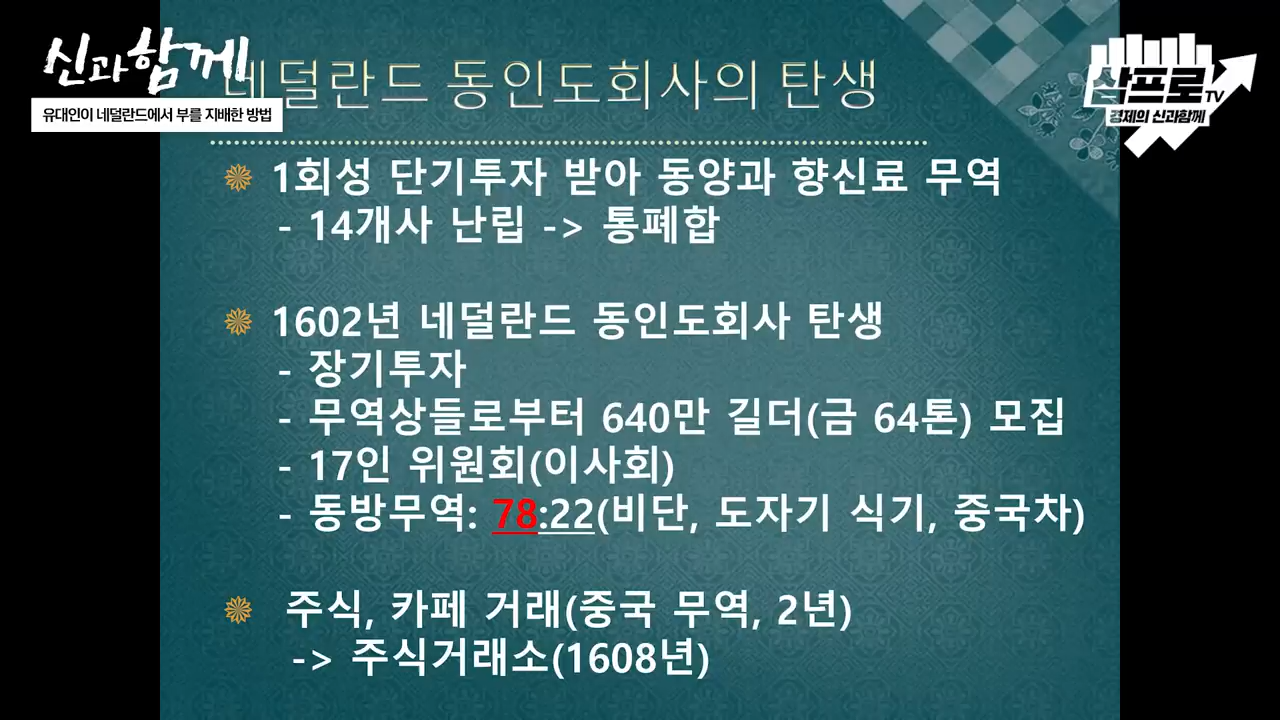 신과함께
유대인이 네덜란드에서 부를 지배한 방법
삼프로TV
경제의 신과함께
네덜란드 동인도회사의 탄생
1회성 단기투자 받아 동양과 향신료 무역
- 14개사 난립 -> 통폐합
1602년 네덜란드 동인도회사 탄생
- 장기투자
- 무역상들로부터 640만 길더(금 64톤) 모집
- 17인 위원회(이사회)
- 동방무역: 78:22(비단, 도자기 식기, 중국차)
주식, 카페 거래(중국 무역, 2년)
-> 주식거래소(1608년)